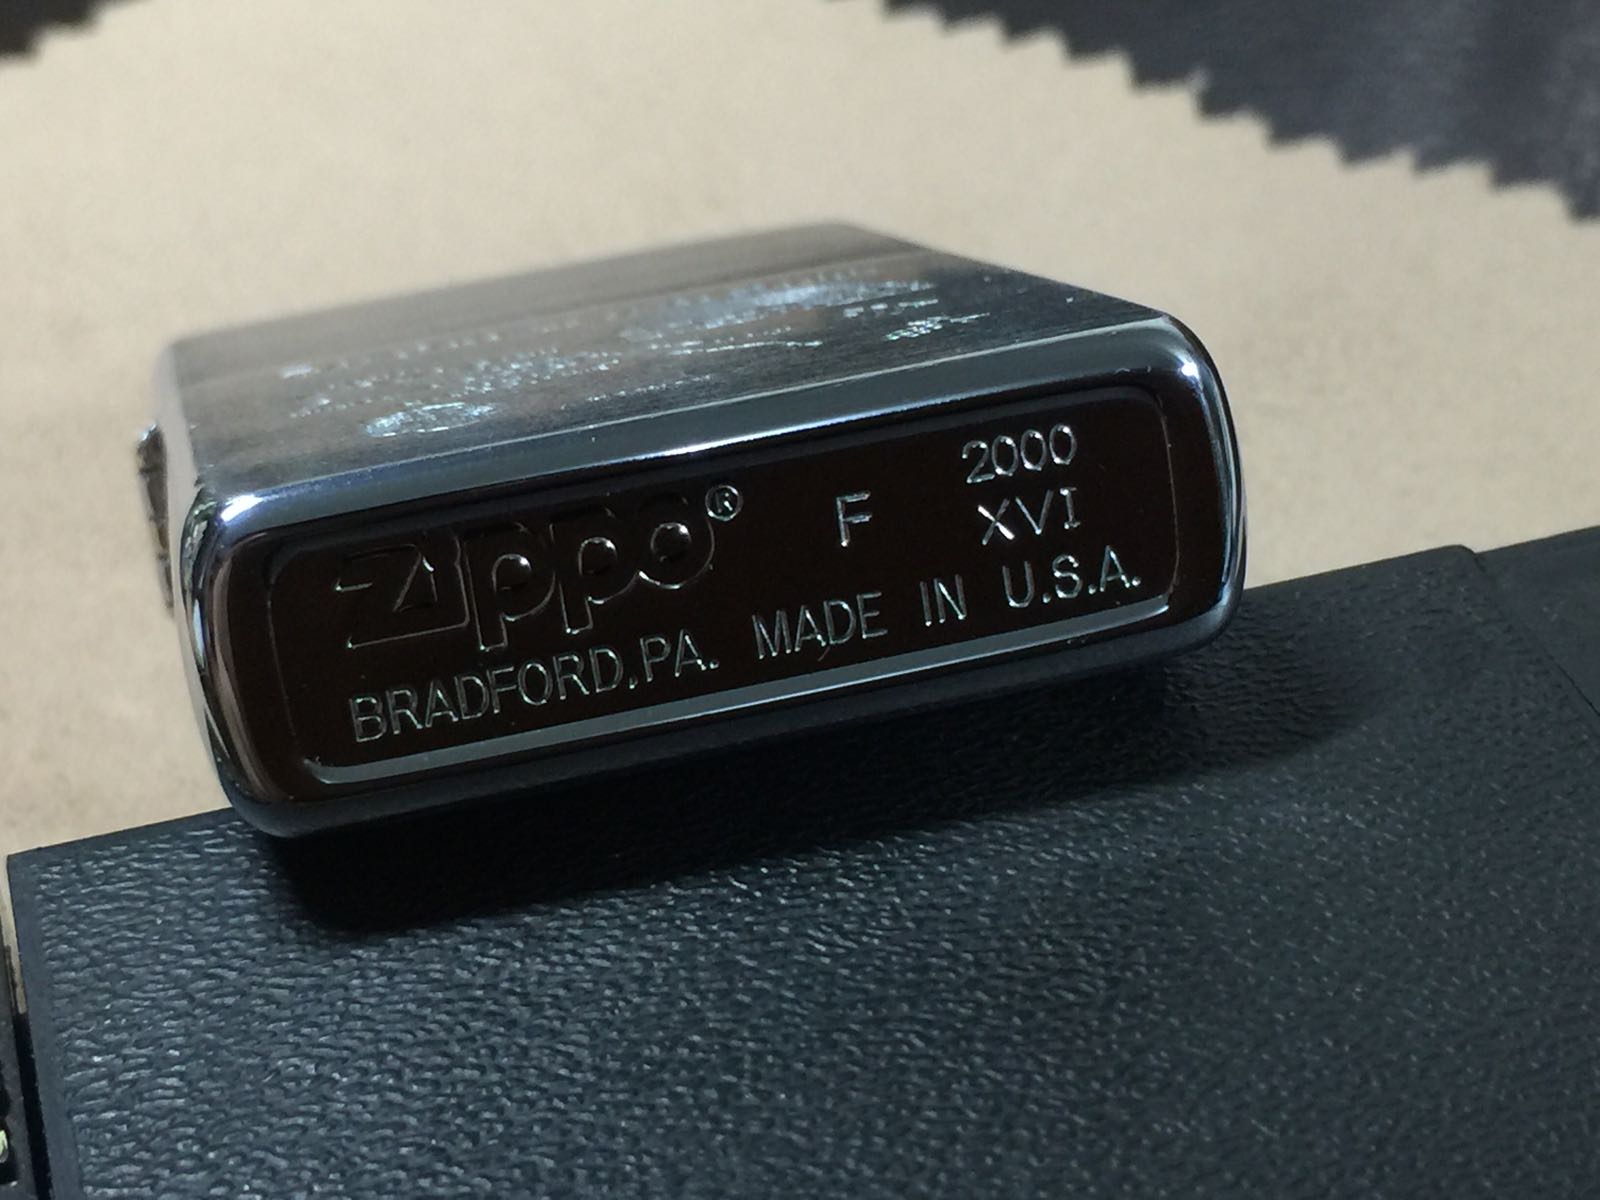 Zippo® F 2000
XVI
BRADFORD,PA. MADE IN U.S.A.